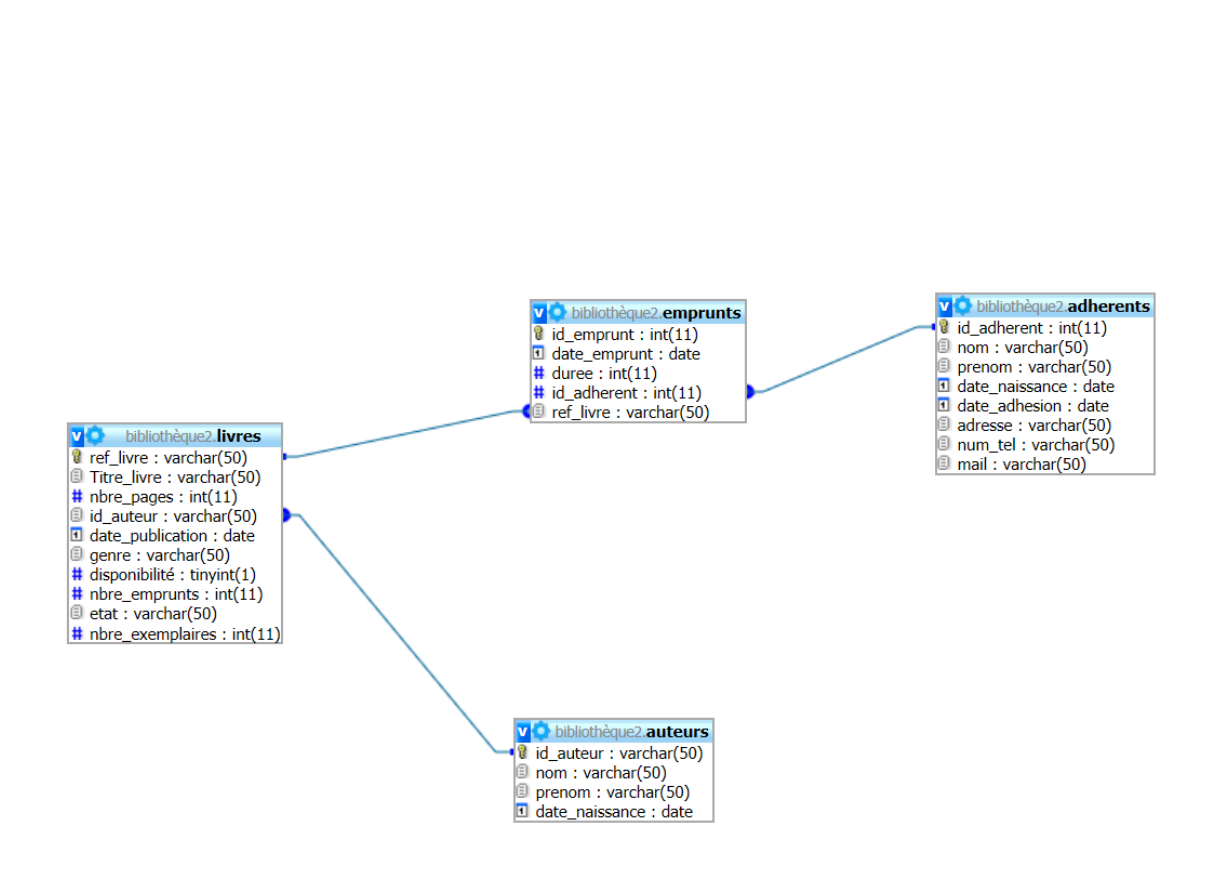 bibliothèque2.emprunts
id_emprunt : int(11)
date_emprunt : date
duree : int(11)
id_adherent : int(11)
ref_livre : varchar(50)
bibliothèque2.adherents
id_adherent : int(11)
nom : varchar(50)
prenom : varchar(50)
date_naissance : date
date_adhesion : date
adresse : varchar(50)
num_tel : varchar(50)
mail : varchar(50)
bibliothèque2.livres
ref_livre : varchar(50)
Titre_livre : varchar(50)
nbre_pages : int(11)
id_auteur : varchar(50)
date_publication : date
genre : varchar(50)
disponibilité : tinyint(1)
nbre_emprunts : int(11)
etat : varchar(50)
nbre_exemplaires : int(11)
bibliothèque2.auteurs
id_auteur : varchar(50)
nom : varchar(50)
prenom : varchar(50)
date_naissance : date